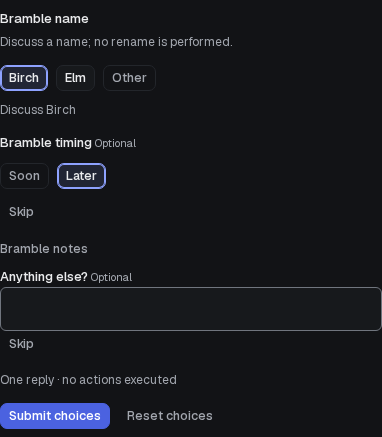 Bramble name
Discuss a name; no rename is performed.
Birch Elm Other
Discuss Birch
Bramble timing Optional
Soon Later
Skip
Bramble notes
Anything else? Optional
Skip
One reply · no actions executed
Submit choices Reset choices